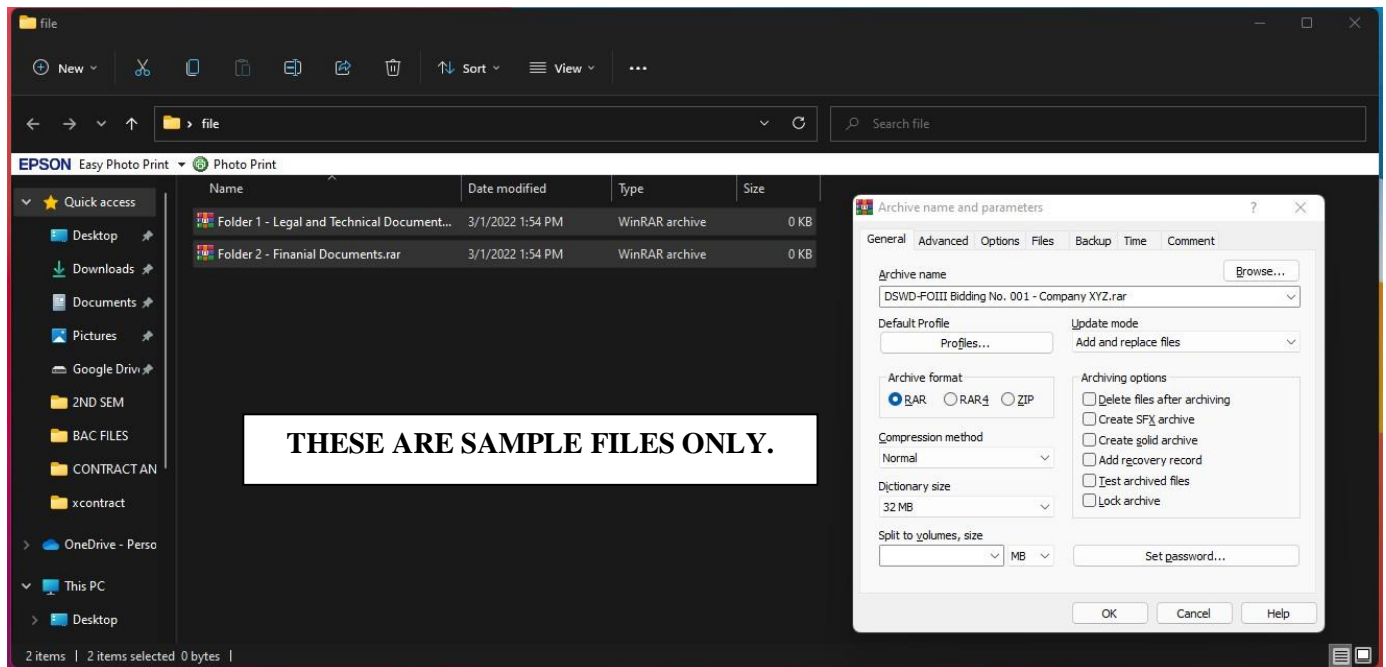 file
New Sort View ...
file Search file
EPSON Easy Photo Print Photo Print
Name Date modified Type Size
Folder 1 - Legal and Technical Document... 3/1/2022 1:54 PM WinRAR archive 0 KB
Folder 2 - Finanial Documents.rar 3/1/2022 1:54 PM WinRAR archive 0 KB
Quick access
Desktop
Downloads
Documents
Pictures
Google Driv
2ND SEM
BAC FILES
CONTRACT AN
xcontract
OneDrive - Perso
This PC
Desktop
THESE ARE SAMPLE FILES ONLY.
Archive name and parameters ?
General Advanced Options Files Backup Time Comment
Archive name
Browse...
DSWD-FOIII Bidding No. 001 - Company XYZ.rar
Default Profile
Profiles...
Update mode
Add and replace files
Archive format
RAR RAR4 ZIP
Compression method
Normal
Dictionary size
32 MB
Split to volumes, size
MB
Archiving options
Delete files after archiving
Create SFX archive
Create solid archive
Add recovery record
Test archived files
Lock archive
Set password...
OK Cancel Help
2 items | 2 items selected 0 bytes |